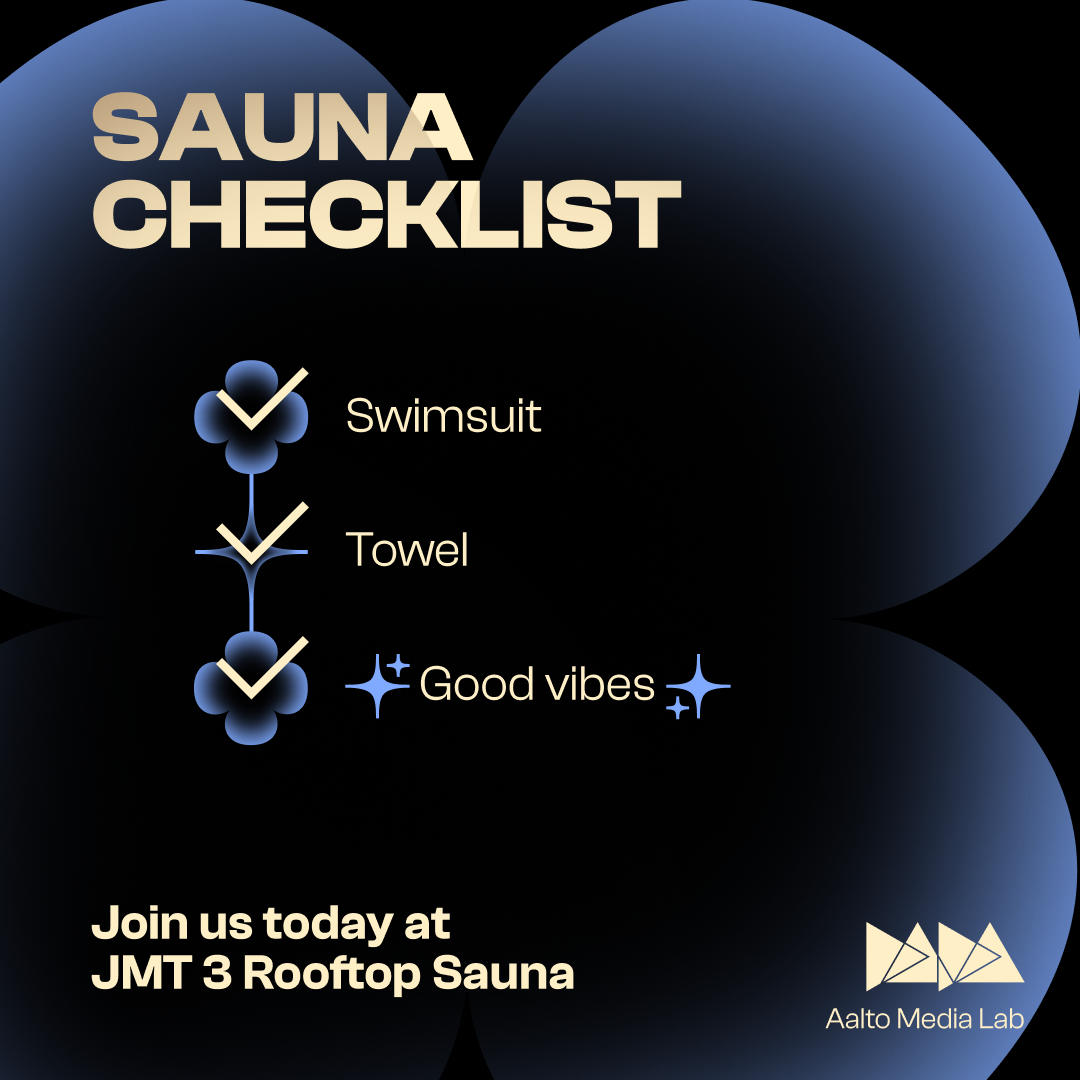 SAUNA
CHECKLIST
Swimsuit
Towel
Good vibes
Join us today at
JMT 3 Rooftop Sauna
Aalto Media Lab